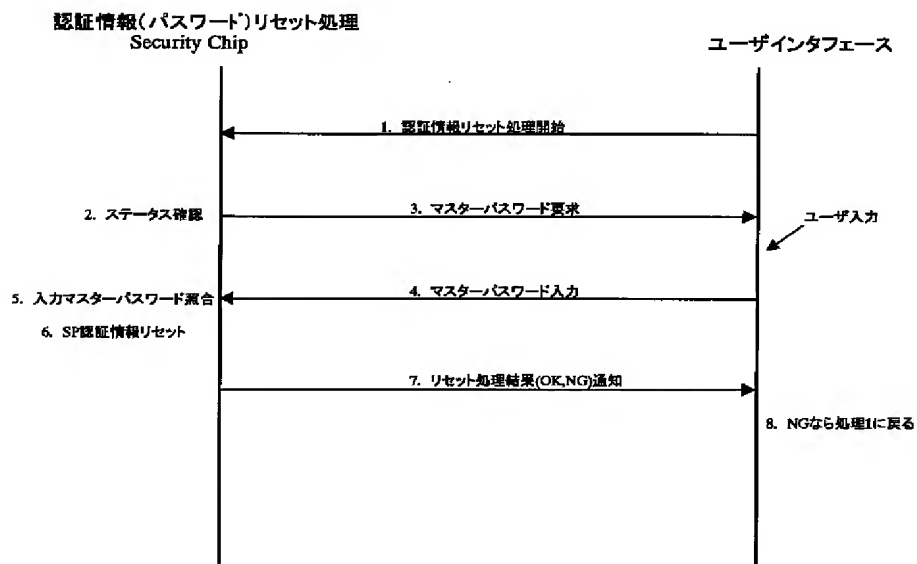 認証情報(パスワード)リセット処理
Security Chip
ユーザインタフェース
1. 認証情報リセット処理開始
2. ステータス確認
3. マスターパスワード要求
ユーザ入力
4. マスターパスワード入力
5. 入力マスターパスワード照合
6. SP認証情報リセット
7. リセット処理結果(OK,NG)通知
8. NGなら処理1に戻る